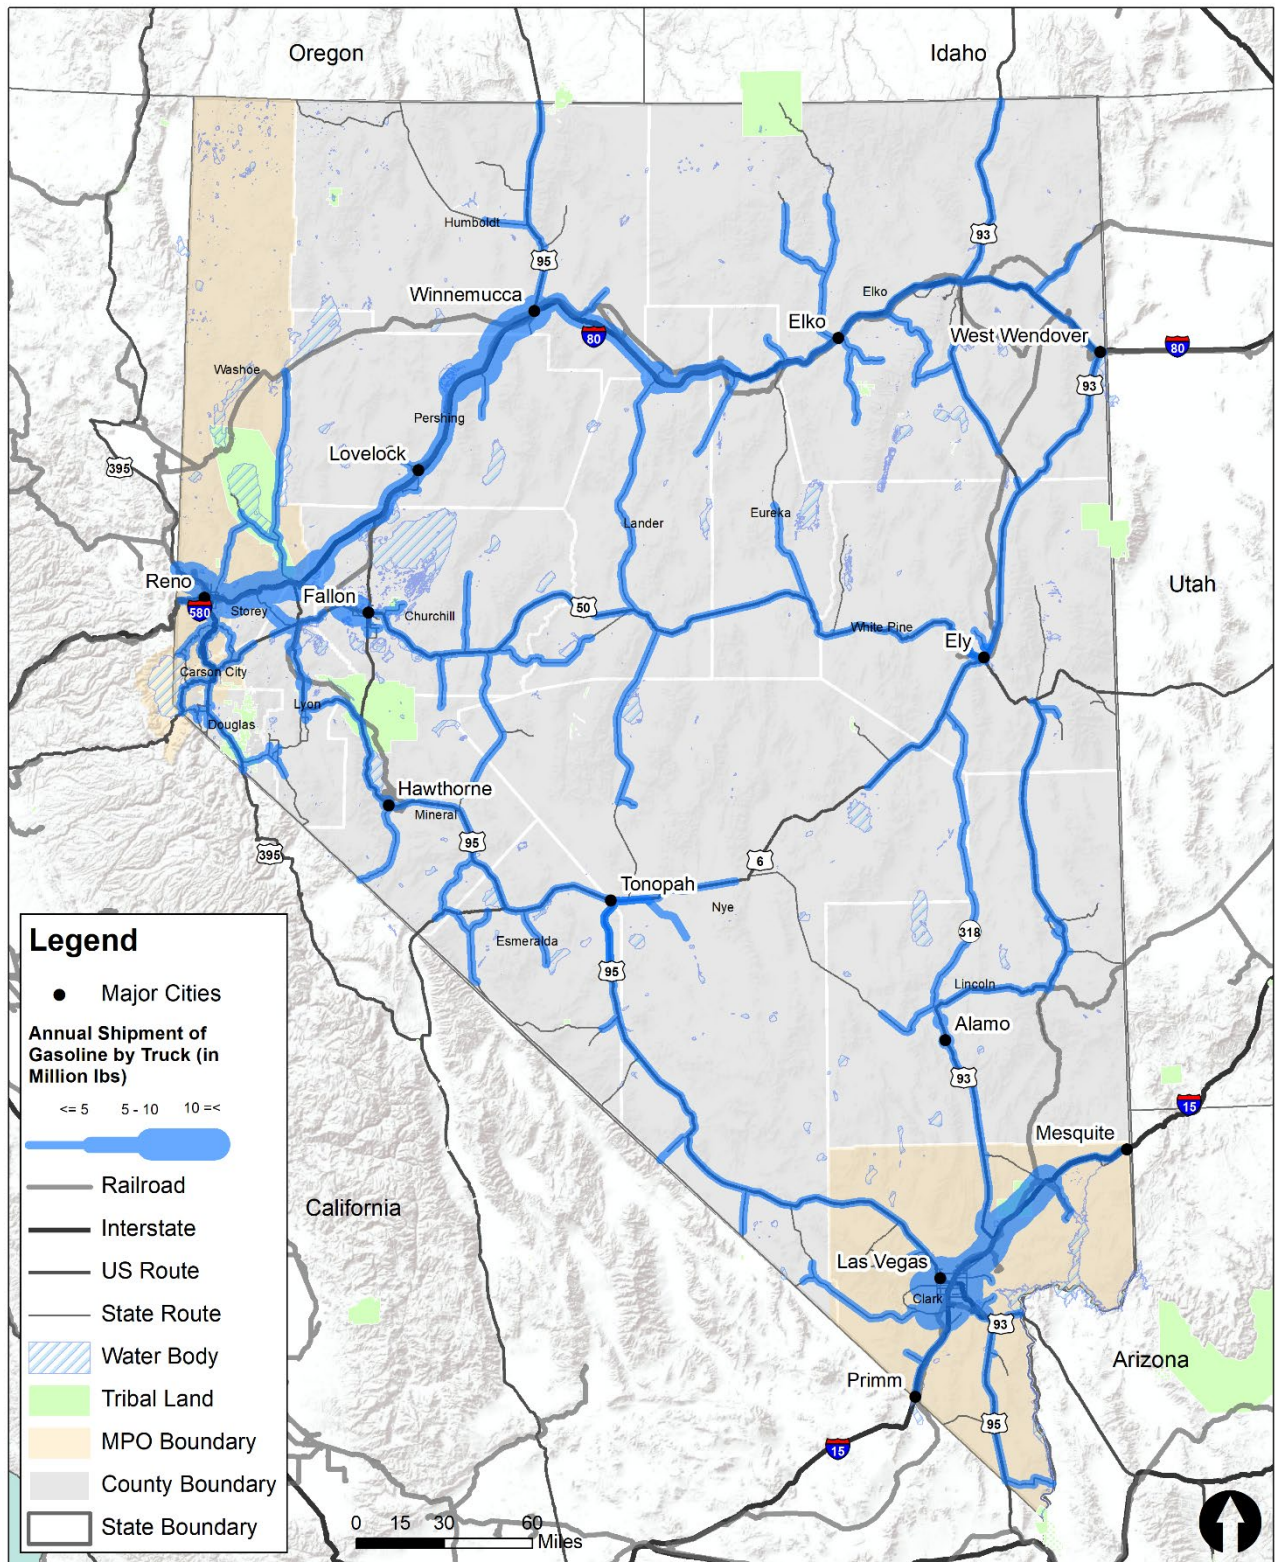 Oregon
Idaho
93
Humboldt
95
Winnemucca
Elko
Elko
80
West Wendover
80
Washoe
93
Pershing
Lovelock
395
Lander
Eureka
Reno
580
Storey
Fallon
Churchill
50
Utah
White Pine
Ely
Carson City
Lyon
Douglas
Hawthorne
Mineral
95
395
6
Tonopah
Nye
Esmeralda
318
95
Lincoln
Alamo
93
15
Mesquite
California
Las Vegas
Clark
93
Arizona
Primm
95
15
Legend
Major Cities
Annual Shipment of
Gasoline by Truck (in
Million lbs)
<= 5 5 - 10 10 =<
Railroad
Interstate
US Route
State Route
Water Body
Tribal Land
MPO Boundary
County Boundary
State Boundary
0 15 30 60
Miles